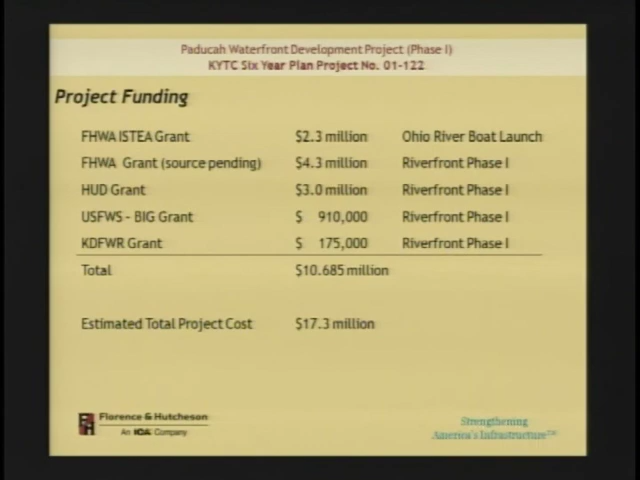 Paducah Waterfront Development Project (Phase I)
KYTC Six Year Plan Project No. 01-122
Project Funding
FHWA ISTEA Grant $2.3 million Ohio River Boat Launch
FHWA Grant (source pending) $4.3 million Riverfront Phase I
HUD Grant $3.0 million Riverfront Phase I
USFWS - BIG Grant $ 910,000 Riverfront Phase I
KDFWR Grant $ 175,000 Riverfront Phase I
Total $10.685 million
Estimated Total Project Cost $17.3 million
Florence & Hutcheson
An ICA Company
Strengthening
America's Infrastructure™